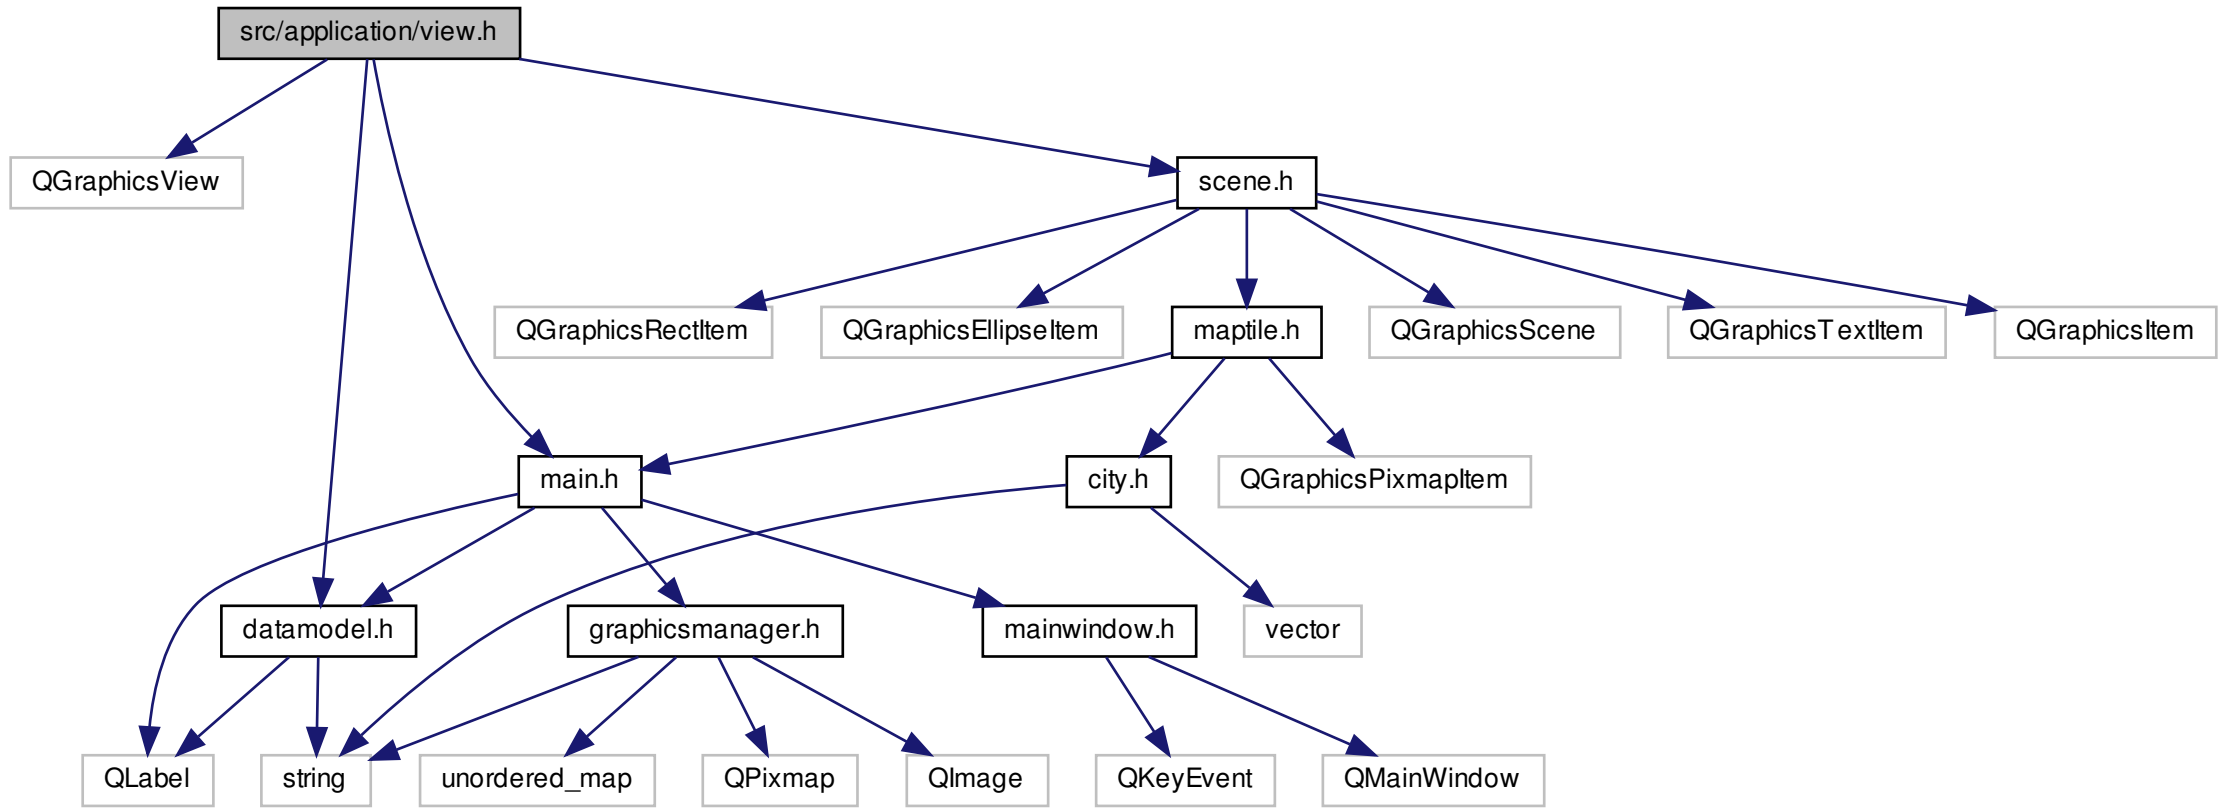 src/application/view.h
QGraphicsView
scene.h
QGraphicsRectItem
QGraphicsEllipseItem
maptile.h
QGraphicsScene
QGraphicsTextItem
QGraphicsItem
main.h
city.h
QGraphicsPixmapItem
datamodel.h
graphicsmanager.h
mainwindow.h
vector
QLabel
string
unordered_map
QPixmap
QImage
QKeyEvent
QMainWindow